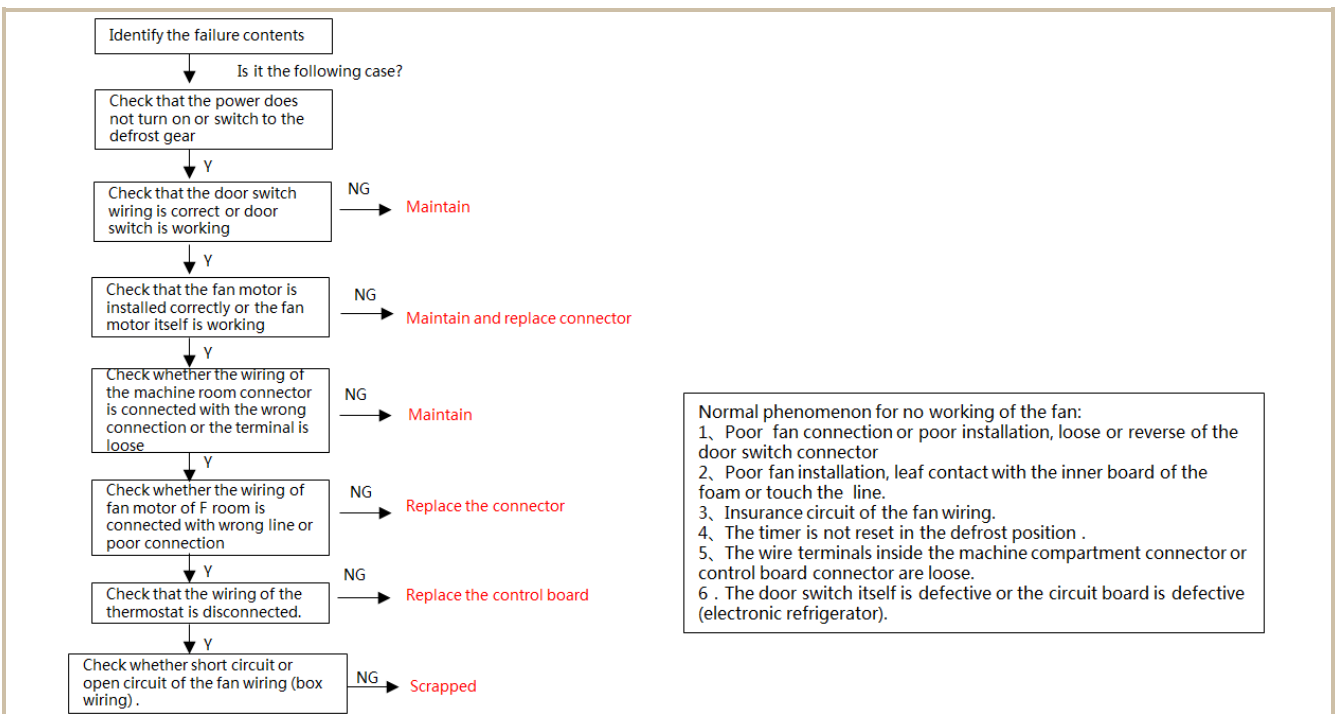 Identify the failure contents
Is it the following case?
Check that the power does
not turn on or switch to the
defrost gear
Y
Check that the door switch
wiring is correct or door
switch is working
NG
Maintain
Y
Check that the fan motor is
installed correctly or the fan
motor itself is working
NG
Maintain and replace connector
Y
Check whether the wiring of
the machine room connector
is connected with the wrong
connection or the terminal is
loose
NG
Maintain
Y
Check whether the wiring of
fan motor of F room is
connected with wrong line or
poor connection
NG
Replace the connector
Y
Check that the wiring of the
thermostat is disconnected.
NG
Replace the control board
Y
Check whether short circuit or
open circuit of the fan wiring (box
wiring) .
NG
Scrapped
Normal phenomenon for no working of the fan:
1、Poor fan connection or poor installation, loose or reverse of the
door switch connector
2、Poor fan installation, leaf contact with the inner board of the
foam or touch the line.
3、Insurance circuit of the fan wiring.
4、The timer is not reset in the defrost position .
5、The wire terminals inside the machine compartment connector or
control board connector are loose.
6 . The door switch itself is defective or the circuit board is defective
(electronic refrigerator).